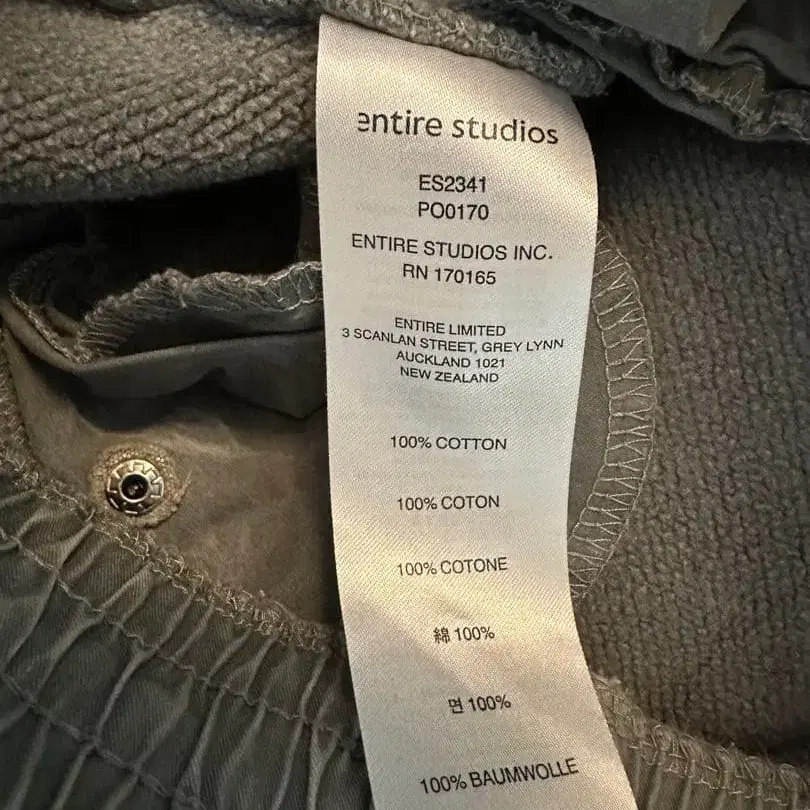 entire studios
ES2341
PO0170
ENTIRE STUDIOS INC.
RN 170165
ENTIRE LIMITED
3 SCANLAN STREET, GREY LYNN
AUCKLAND 1021
NEW ZEALAND
100% COTTON
100% COTON
100% COTONE
綿 100%
면 100%
100% BAUMWOLLE